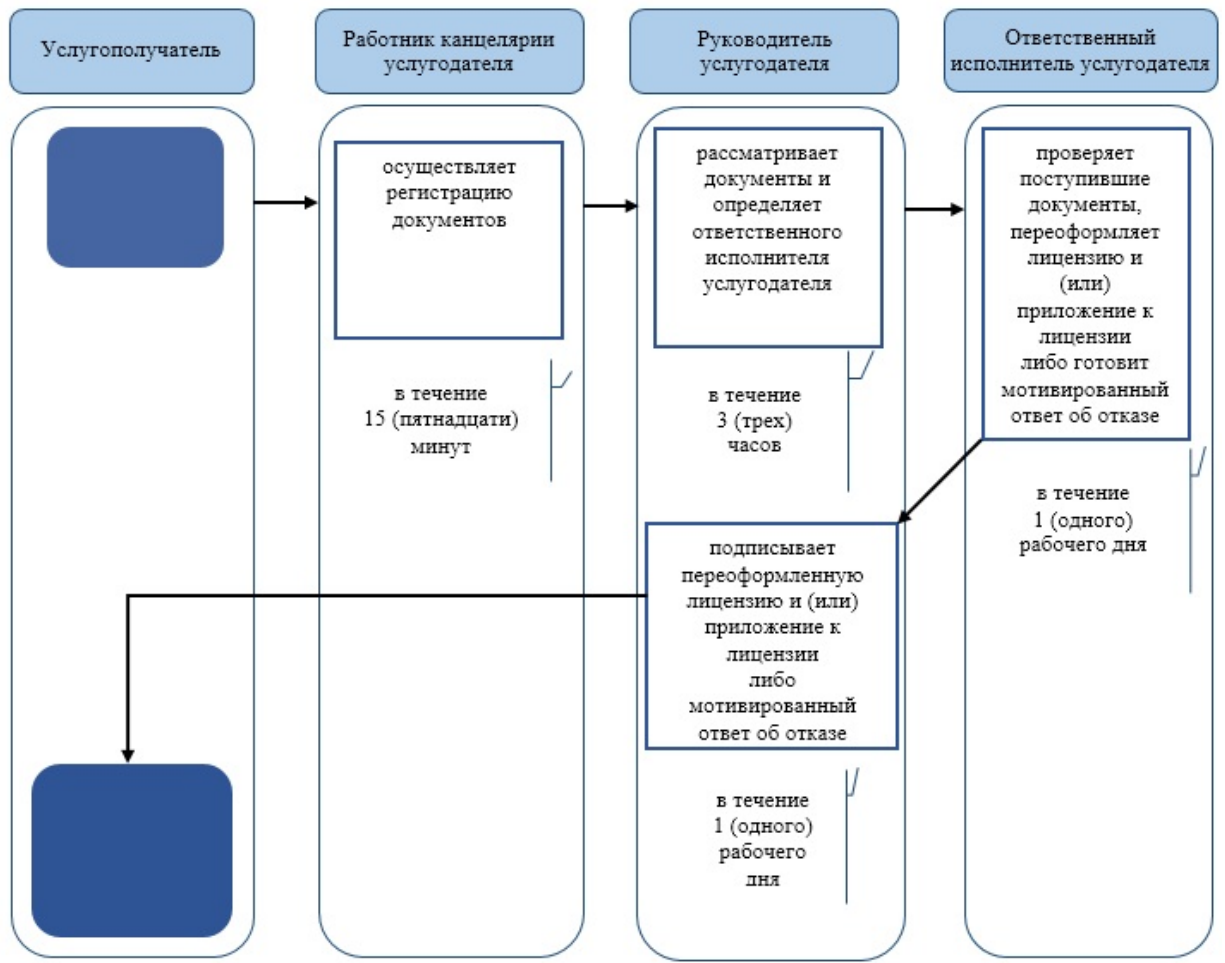 Услугополучатель
Работник канцелярии
услугодателя
Руководитель
услугодателя
Ответственный
исполнитель услугодателя
осуществляет
регистрацию
документов
в течение
15 (пятнадцати)
минут
рассматривает
документы и
определяет
ответственного
исполнителя
услугодателя
в течение
3 (трех)
часов
проверяет
поступившие
документы,
переоформляет
лицензию и
(или)
приложение к
лицензии
либо готовит
мотивированный
ответ об отказе
в течение
1 (одного)
рабочего дня
подписывает
переоформленную
лицензию и (или)
приложение к
лицензии
либо
мотивированный
ответ об отказе
в течение
1 (одного)
рабочего
дня